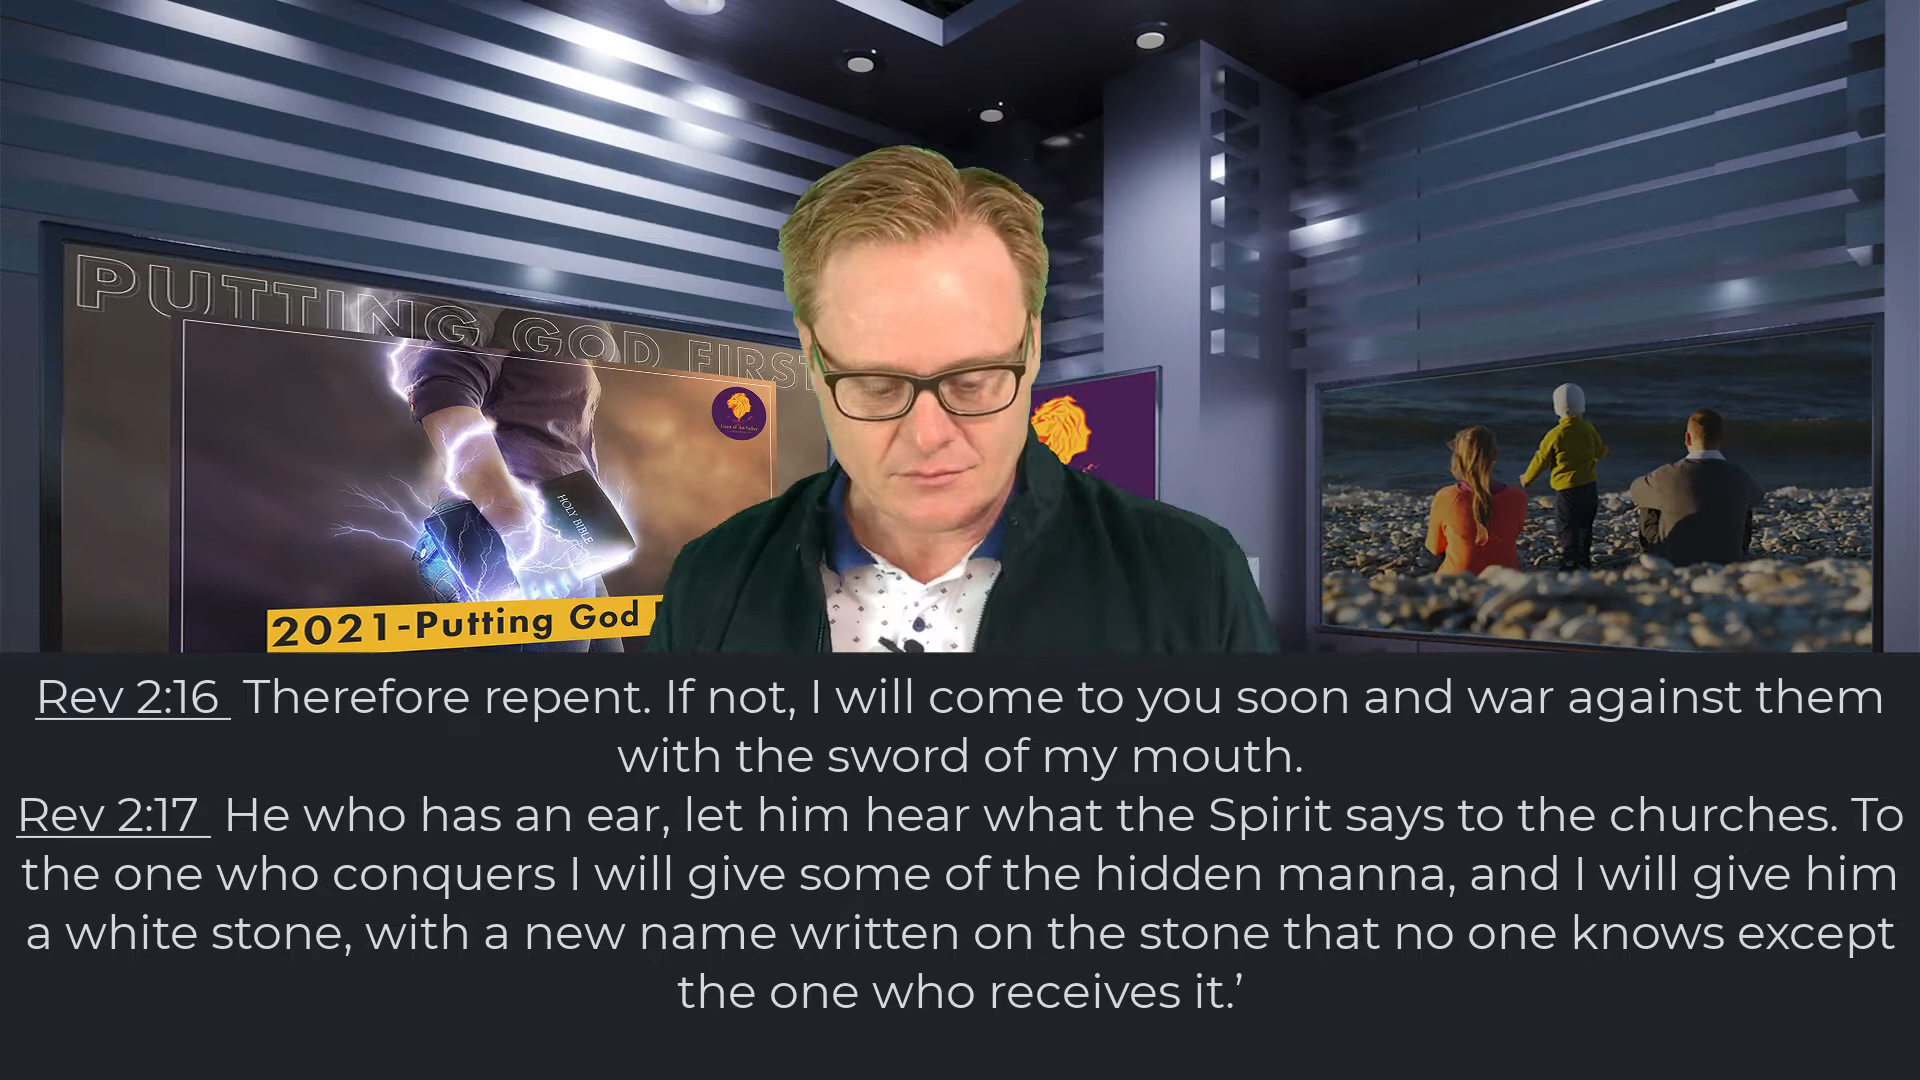 PUTTING GOD FIRST
HOLY BIBLE
Lions of the Valley
2021-Putting God
Rev 2:16 Therefore repent. If not, I will come to you soon and war against them
with the sword of my mouth.
Rev 2:17 He who has an ear, let him hear what the Spirit says to the churches. To
the one who conquers I will give some of the hidden manna, and I will give him
a white stone, with a new name written on the stone that no one knows except
the one who receives it.’